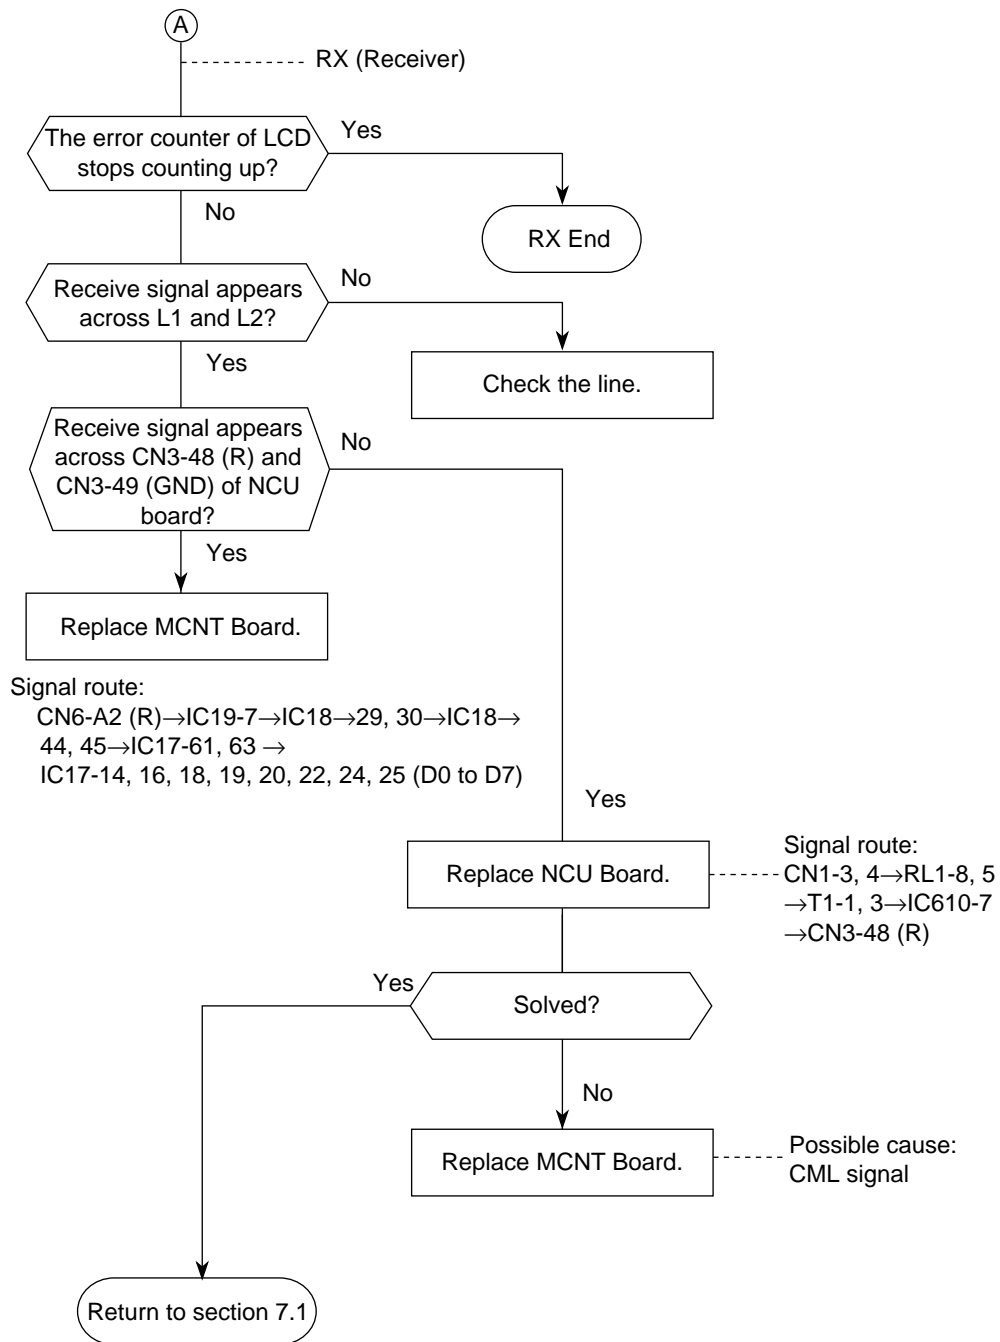 A
RX (Receiver)
The error counter of LCD
stops counting up?
Yes
No
RX End
Receive signal appears
across L1 and L2?
No
Yes
Check the line.
Receive signal appears
across CN3-48 (R) and
CN3-49 (GND) of NCU
board?
No
Yes
Replace MCNT Board.
Signal route:
CN6-A2 (R)→IC19-7→IC18→29, 30→IC18→
44, 45→IC17-61, 63 →
IC17-14, 16, 18, 19, 20, 22, 24, 25 (D0 to D7)
Yes
Replace NCU Board.
Signal route:
CN1-3, 4→RL1-8, 5
→T1-1, 3→IC610-7
→CN3-48 (R)
Yes
Solved?
No
Replace MCNT Board.
Possible cause:
CML signal
Return to section 7.1